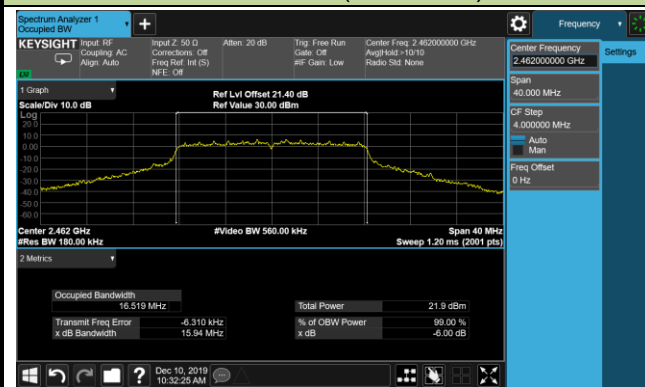 Spectrum Analyzer 1
Occupied BW
+
Frequency
KEYSIGHT
Input: RF
Coupling: AC
Align: Auto
Input Z: 50 Ω
Corrections: Off
Freq Ref: Int (S)
NFE: Off
Atten: 20 dB
Trig: Free Run
Gate: Off
#IF Gain: Low
Center Freq: 2.462000000 GHz
Avg|Hold:>10/10
Radio Std: None
Center Frequency
2.462000000 GHz
Settings
Span
40.000 MHz
CF Step
4.000000 MHz
Auto
Man
Freq Offset
0 Hz
1 Graph
Scale/Div 10.0 dB
Ref Lvl Offset 21.40 dB
Ref Value 30.00 dBm
Log
20.0
10.0
0.00
-10.0
-20.0
-30.0
-40.0
-50.0
-60.0
Center 2.462 GHz
#Res BW 180.00 kHz
#Video BW 560.00 kHz
Span 40 MHz
Sweep 1.20 ms (2001 pts)
2 Metrics
Occupied Bandwidth
16.519 MHz
Total Power 21.9 dBm
Transmit Freq Error -6.310 kHz
% of OBW Power 99.00 %
x dB Bandwidth 15.94 MHz
x dB -6.00 dB
?
Dec 10, 2019
10:32:25 AM